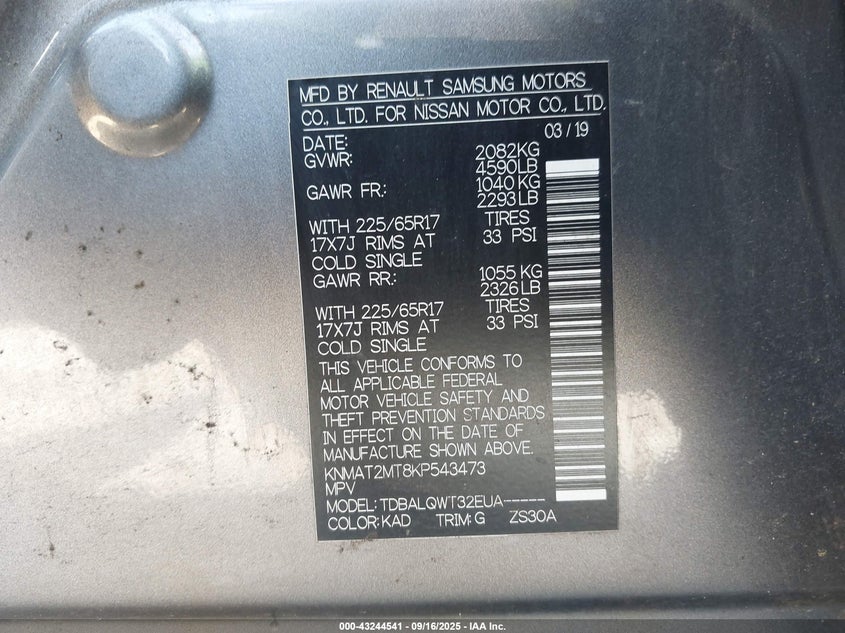 MFD BY RENAULT SAMSUNG MOTORS
CO., LTD. FOR NISSAN MOTOR CO., LTD.
DATE: 03 / 19
GVWR: 2082KG
4590LB
GAWR FR.: 1040KG
2293LB
WITH 225/65R17 TIRES
17X7J RIMS AT 33 PSI
COLD SINGLE
GAWR RR.: 1055KG
2326LB
WITH 225/65R17 TIRES
17X7J RIMS AT 33 PSI
COLD SINGLE
THIS VEHICLE CONFORMS TO
ALL APPLICABLE FEDERAL
MOTOR VEHICLE SAFETY AND
THEFT PREVENTION STANDARDS
IN EFFECT ON THE DATE OF
MANUFACTURE SHOWN ABOVE.
KNMAT2MT8KP543473
MPV
MODEL: TDBALQWT32EUA-----
COLOR: KAD TRIM: G ZS30A
000-43244541 - 09/16/2025 - IAA Inc.